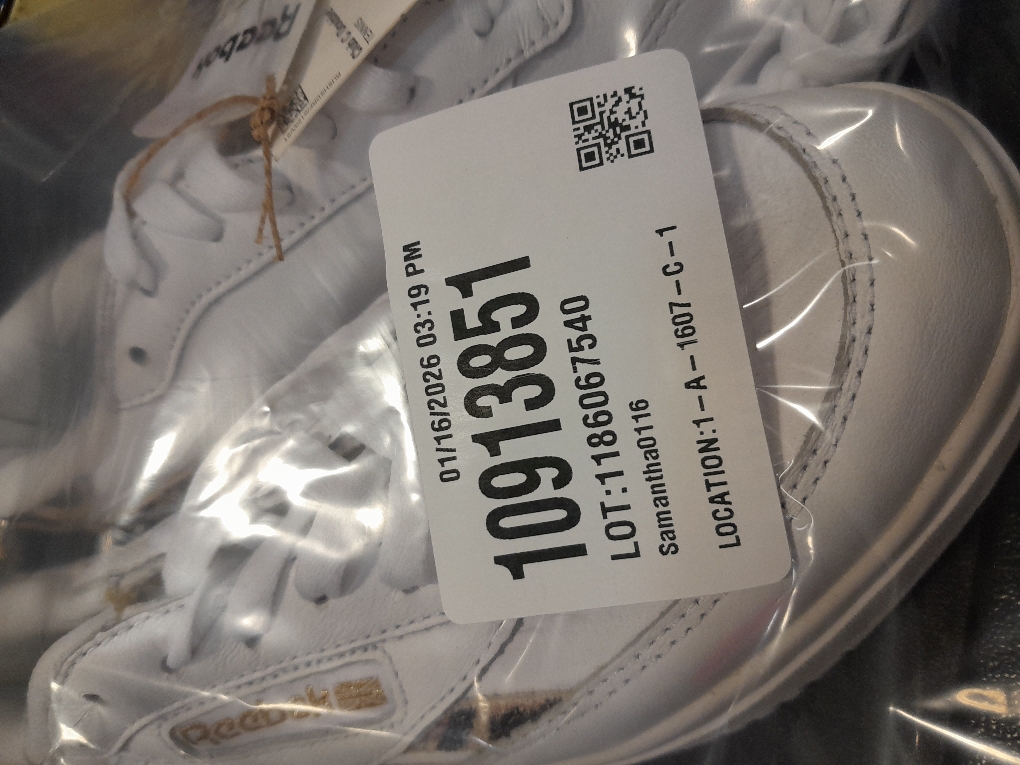 01/16/2026 03:19 PM
10913851
LOT:1186067540
Samantha0116
LOCATION:1-A-1607-C-1
Reebok
Reebok